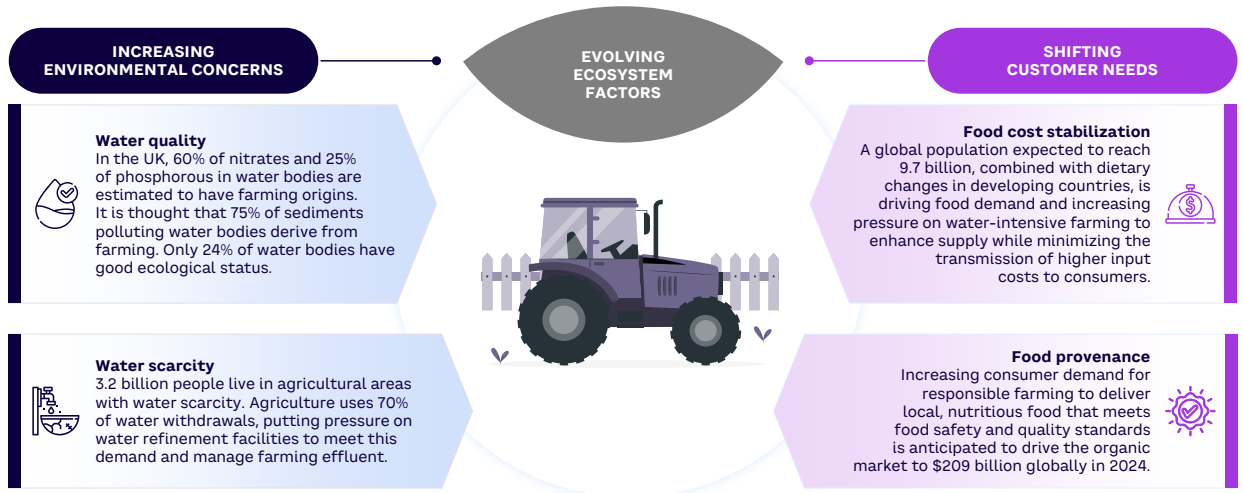 INCREASING
ENVIRONMENTAL CONCERNS
EVOLVING
ECOSYSTEM
FACTORS
SHIFTING
CUSTOMER NEEDS
Water quality
In the UK, 60% of nitrates and 25%
of phosphorous in water bodies are
estimated to have farming origins.
It is thought that 75% of sediments
polluting water bodies derive from
farming. Only 24% of water bodies have
good ecological status.
Food cost stabilization
A global population expected to reach
9.7 billion, combined with dietary
changes in developing countries, is
driving food demand and increasing
pressure on water-intensive farming to
enhance supply while minimizing the
transmission of higher input
costs to consumers.
Water scarcity
3.2 billion people live in agricultural areas
with water scarcity. Agriculture uses 70%
of water withdrawals, putting pressure on
water refinement facilities to meet this
demand and manage farming effluent.
Food provenance
Increasing consumer demand for
responsible farming to deliver
local, nutritious food that meets
food safety and quality standards
is anticipated to drive the organic
market to $209 billion globally in 2024.